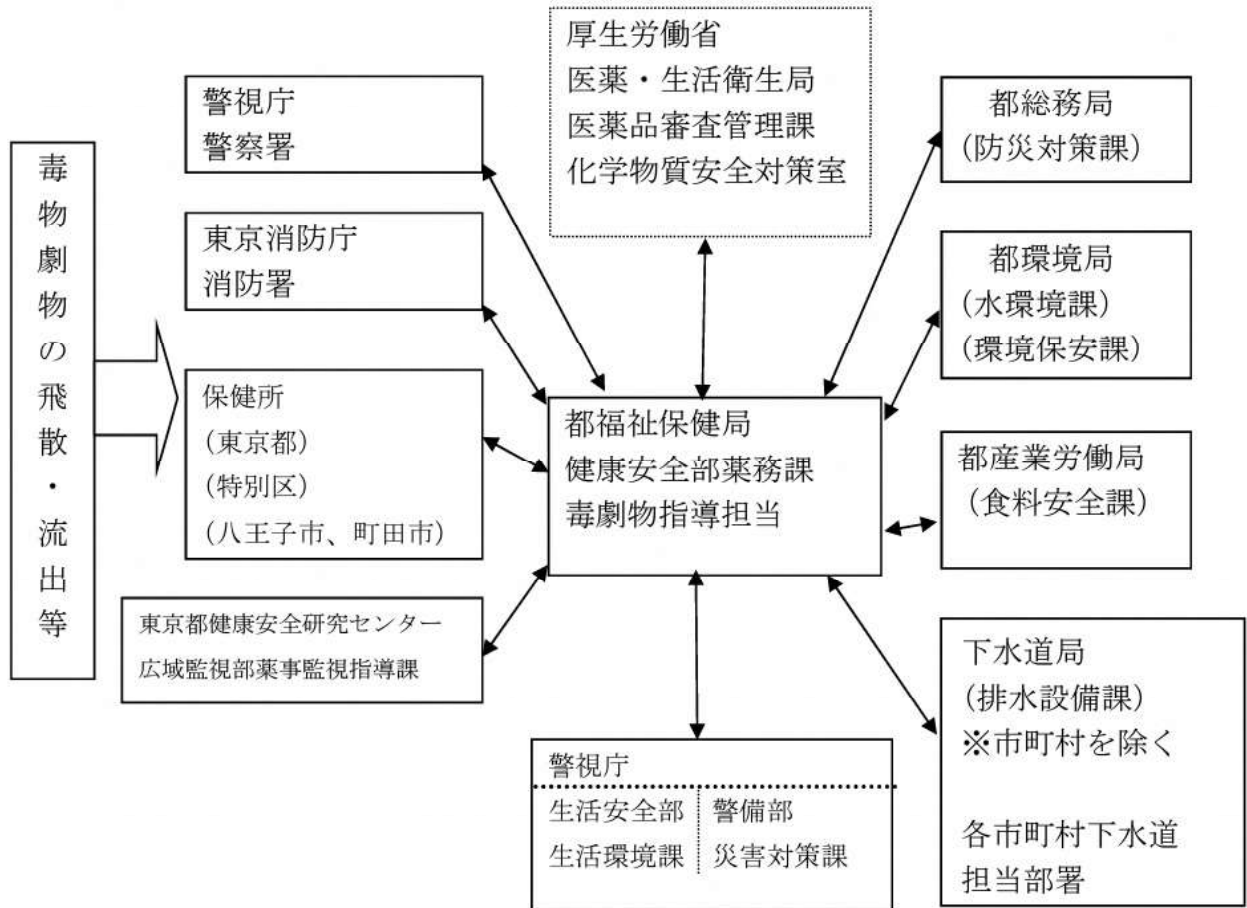 毒物劇物の飛散・流出等
警視庁
警察署
東京消防庁
消防署
保健所
(東京都)
(特別区)
(八王子市、町田市)
東京都健康安全研究センター
広域監視部薬事監視指導課
厚生労働省
医薬・生活衛生局
医薬品審査管理課
化学物質安全対策室
都福祉保健局
健康安全部薬務課
毒劇物指導担当
警視庁
生活安全部
生活環境課
警備部
災害対策課
都総務局
(防災対策課)
都環境局
(水環境課)
(環境保安課)
都産業労働局
(食料安全課)
下水道局
(排水設備課)
※市町村を除く
各市町村下水道
担当部署